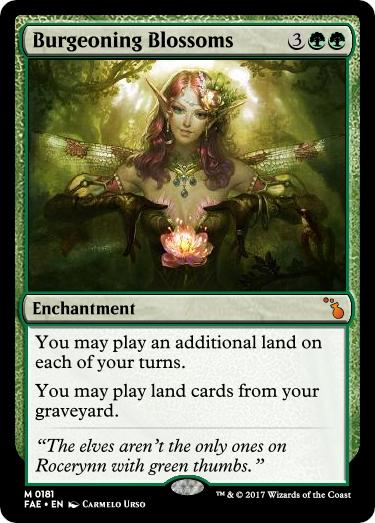 Burgeoning Blossoms 3
Enchantment
You may play an additional land on
each of your turns.
You may play land cards from your
graveyard.
“The elves aren't the only ones on
Rocerynn with green thumbs.”
M 0181
FAE • EN Carmelo Urso
™ & © 2017 Wizards of the Coast